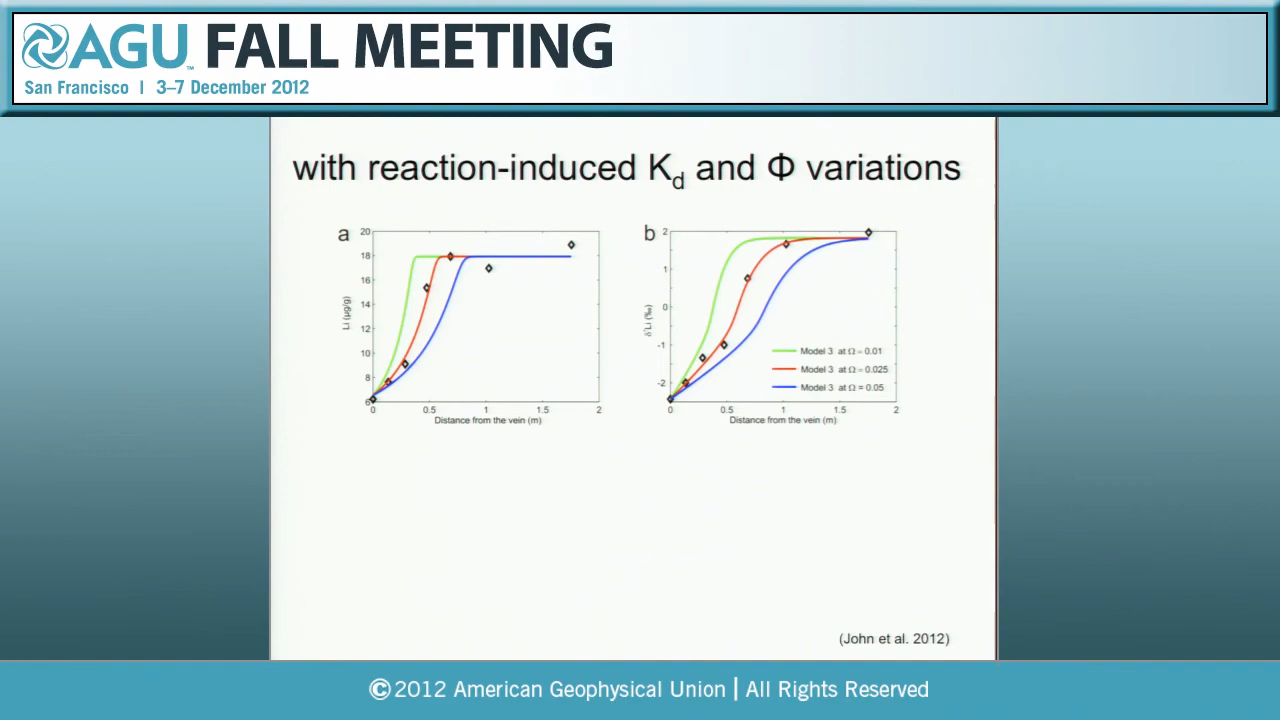 AGU™ FALL MEETING
San Francisco | 3–7 December 2012
with reaction-induced Kd and Φ variations
a
20
18
16
14
12
10
8
6
Li (µg/g)
0 0.5 1 1.5 2
Distance from the vein (m)
b
2
1
0
-1
-2
δ Li (‰)
Model 3 at Ω = 0.01
Model 3 at Ω = 0.025
Model 3 at Ω = 0.05
0 0.5 1 1.5 2
Distance from the vein (m)
(John et al. 2012)
© 2012 American Geophysical Union | All Rights Reserved